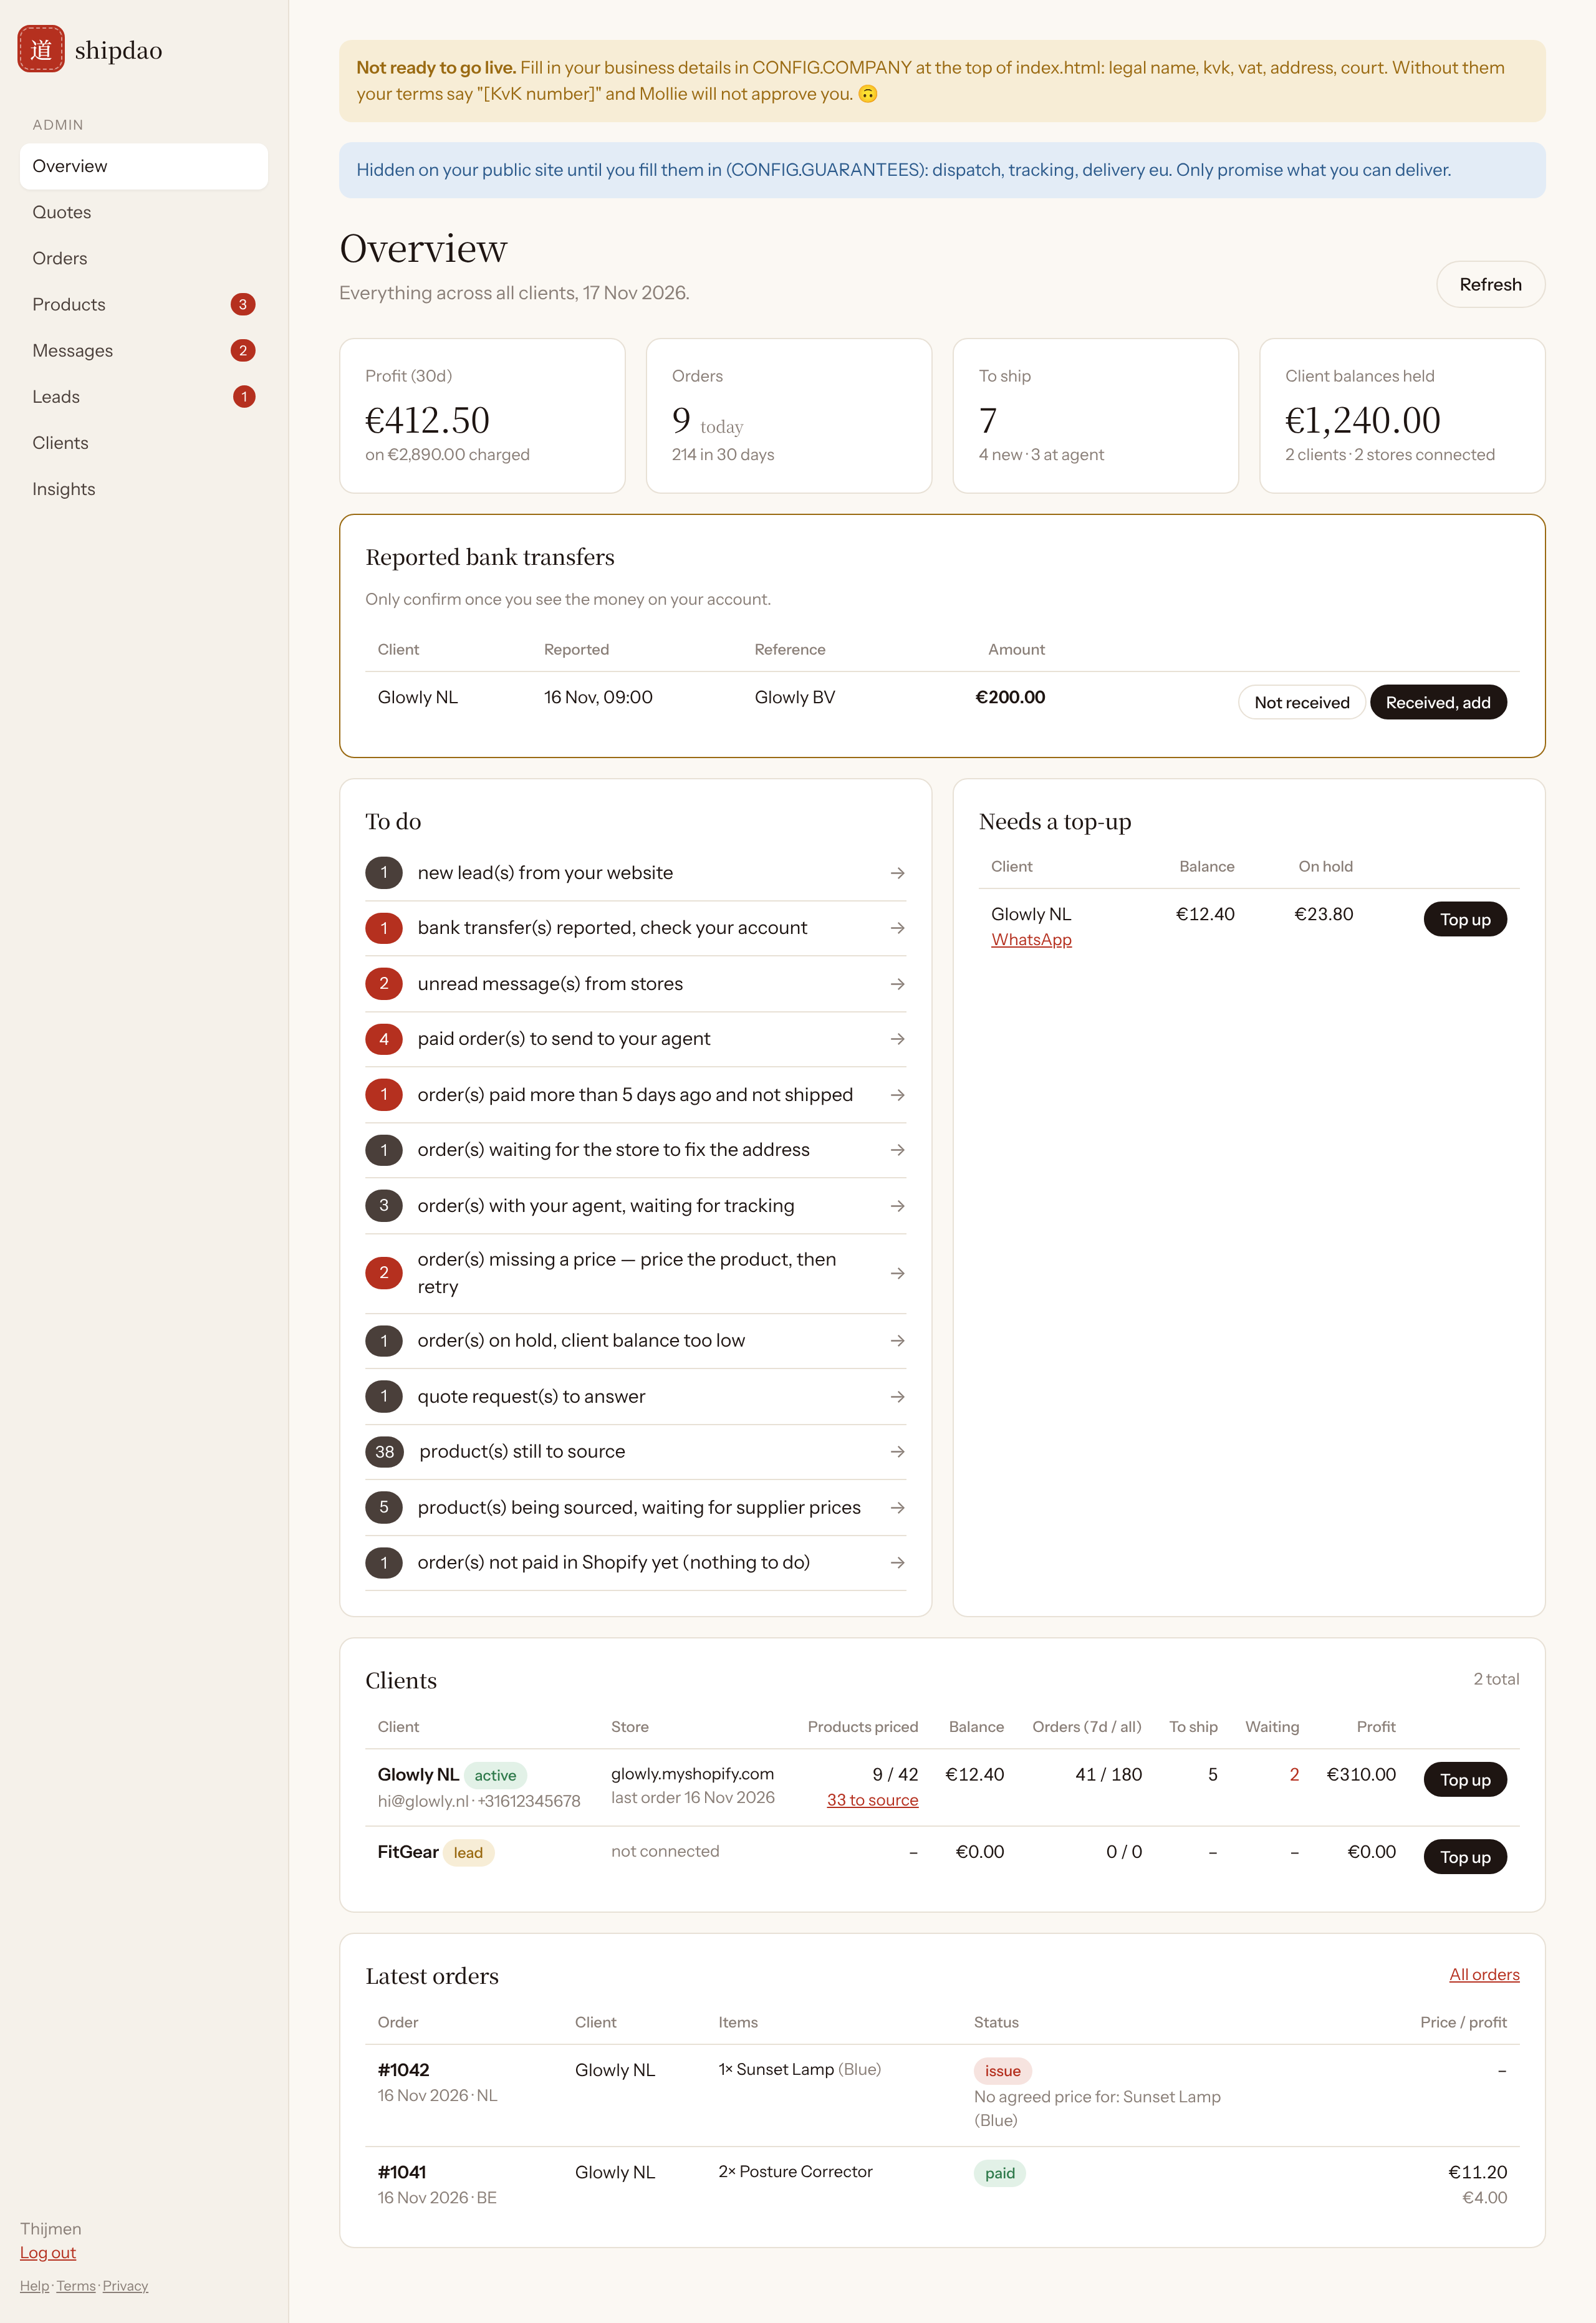 道 shipdao
ADMIN
Overview
Quotes
Orders
Products 3
Messages 2
Leads 1
Clients
Insights
Not ready to go live. Fill in your business details in CONFIG.COMPANY at the top of index.html: legal name, kvk, vat, address, court. Without them
your terms say "[KvK number]" and Mollie will not approve you. 🙃
Hidden on your public site until you fill them in (CONFIG.GUARANTEES): dispatch, tracking, delivery eu. Only promise what you can deliver.
Overview
Everything across all clients, 17 Nov 2026.
Refresh
Profit (30d)
€412.50
on €2,890.00 charged
Orders
9 today
214 in 30 days
To ship
7
4 new · 3 at agent
Client balances held
€1,240.00
2 clients · 2 stores connected
Reported bank transfers
Only confirm once you see the money on your account.
Client Reported Reference Amount
Glowly NL 16 Nov, 09:00 Glowly BV €200.00 Not received Received, add
To do
1 new lead(s) from your website →
1 bank transfer(s) reported, check your account →
2 unread message(s) from stores →
4 paid order(s) to send to your agent →
1 order(s) paid more than 5 days ago and not shipped →
1 order(s) waiting for the store to fix the address →
3 order(s) with your agent, waiting for tracking →
2 order(s) missing a price — price the product, then
retry →
1 order(s) on hold, client balance too low →
1 quote request(s) to answer →
38 product(s) still to source →
5 product(s) being sourced, waiting for supplier prices →
1 order(s) not paid in Shopify yet (nothing to do) →
Needs a top-up
Client Balance On hold
Glowly NL €12.40 €23.80 Top up
WhatsApp
Clients 2 total
Client Store Products priced Balance Orders (7d / all) To ship Waiting Profit
Glowly NL active glowly.myshopify.com 9 / 42 €12.40 41 / 180 5 2 €310.00 Top up
hi@glowly.nl · +31612345678 last order 16 Nov 2026 33 to source
FitGear lead not connected – €0.00 0 / 0 – – €0.00 Top up
Latest orders All orders
Order Client Items Status Price / profit
#1042 Glowly NL 1× Sunset Lamp (Blue) issue –
16 Nov 2026 · NL No agreed price for: Sunset Lamp
(Blue)
#1041 Glowly NL 2× Posture Corrector paid €11.20
16 Nov 2026 · BE €4.00
Thijmen
Log out
Help · Terms · Privacy